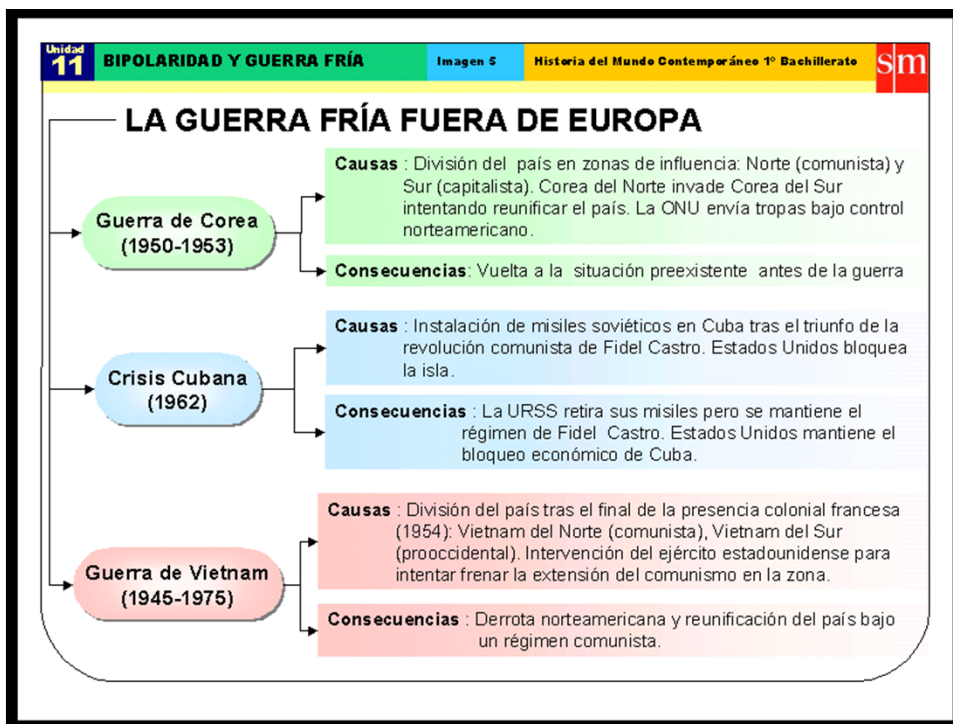 Unidad
11
BIPOLARIDAD Y GUERRA FRÍA
Imagen 5
Historia del Mundo Contemporáneo 1º Bachillerato
sm
LA GUERRA FRÍA FUERA DE EUROPA
Guerra de Corea
(1950-1953)
Causas : División del país en zonas de influencia: Norte (comunista) y
Sur (capitalista). Corea del Norte invade Corea del Sur
intentando reunificar el país. La ONU envía tropas bajo control
norteamericano.
Consecuencias: Vuelta a la situación preexistente antes de la guerra
Crisis Cubana
(1962)
Causas : Instalación de misiles soviéticos en Cuba tras el triunfo de la
revolución comunista de Fidel Castro. Estados Unidos bloquea
la isla.
Consecuencias : La URSS retira sus misiles pero se mantiene el
régimen de Fidel Castro. Estados Unidos mantiene el
bloqueo económico de Cuba.
Guerra de Vietnam
(1945-1975)
Causas : División del país tras el final de la presencia colonial francesa
(1954): Vietnam del Norte (comunista), Vietnam del Sur
(prooccidental). Intervención del ejército estadounidense para
intentar frenar la extensión del comunismo en la zona.
Consecuencias : Derrota norteamericana y reunificación del país bajo
un régimen comunista.